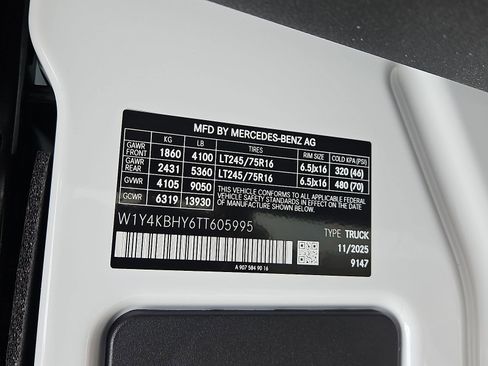 MFD BY MERCEDES-BENZ AG
KG LB TIRES RIM SIZE COLD KPA (PSI)
GAWR FRONT 1860 4100 LT245/75R16 6.5Jx16 320 (46)
GAWR REAR 2431 5360 LT245/75R16 6.5Jx16 480 (70)
GVWR 4105 9050 THIS VEHICLE CONFORMS TO ALL APPLICABLE FEDERAL MOTOR
GCWR 6319 13930 VEHICLE SAFETY STANDARDS IN EFFECT ON THE DATE OF MANUFACTURE SHOWN ABOVE.
W1Y4KBHY6TT605995
TYPE TRUCK
11/2025
9147
A 907 584 90 16